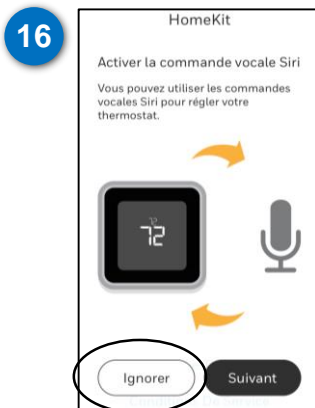 16
HomeKit
Activer la commande vocale Siri
Vous pouvez utiliser les commandes
vocales Siri pour régler votre
thermostat.
72
Ignorer
Suivant